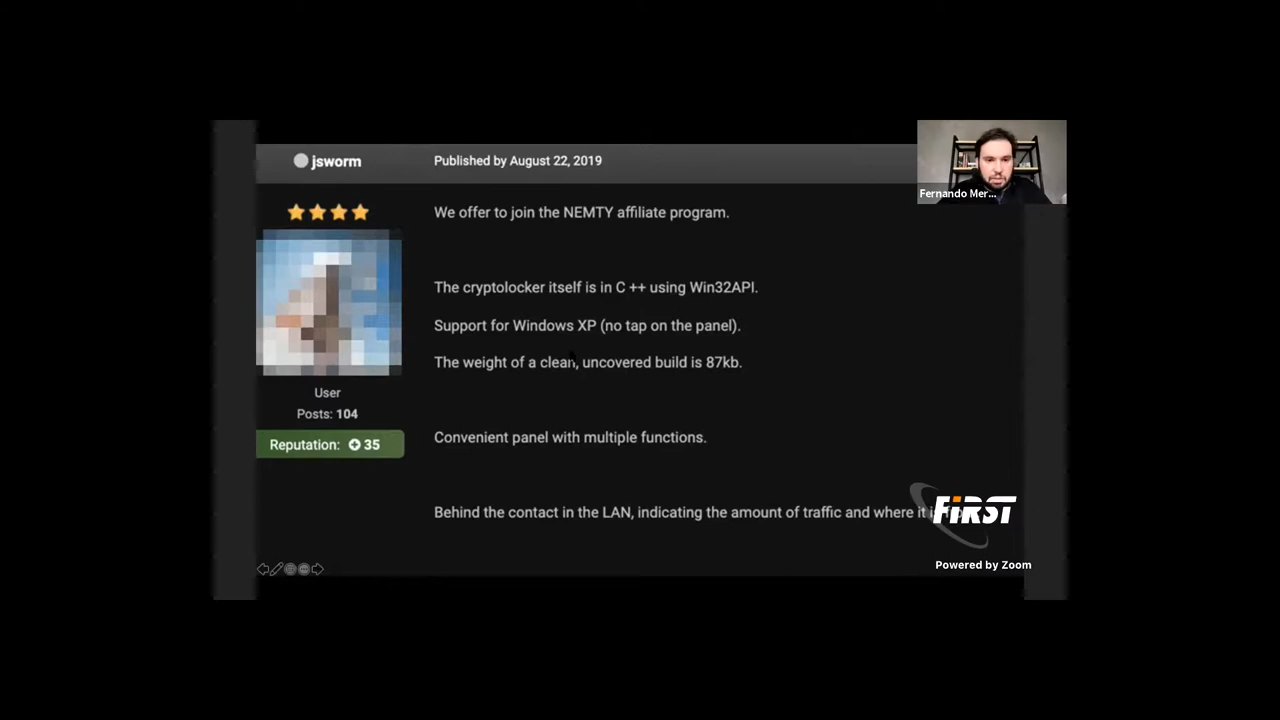 jsworm
Published by August 22, 2019
Fernando Mer...
We offer to join the NEMTY affiliate program.
The cryptolocker itself is in C ++ using Win32API.
Support for Windows XP (no tap on the panel).
The weight of a clean, uncovered build is 87kb.
User
Posts: 104
Reputation: 35
Convenient panel with multiple functions.
Behind the contact in the LAN, indicating the amount of traffic and where it
FIRST
Powered by Zoom